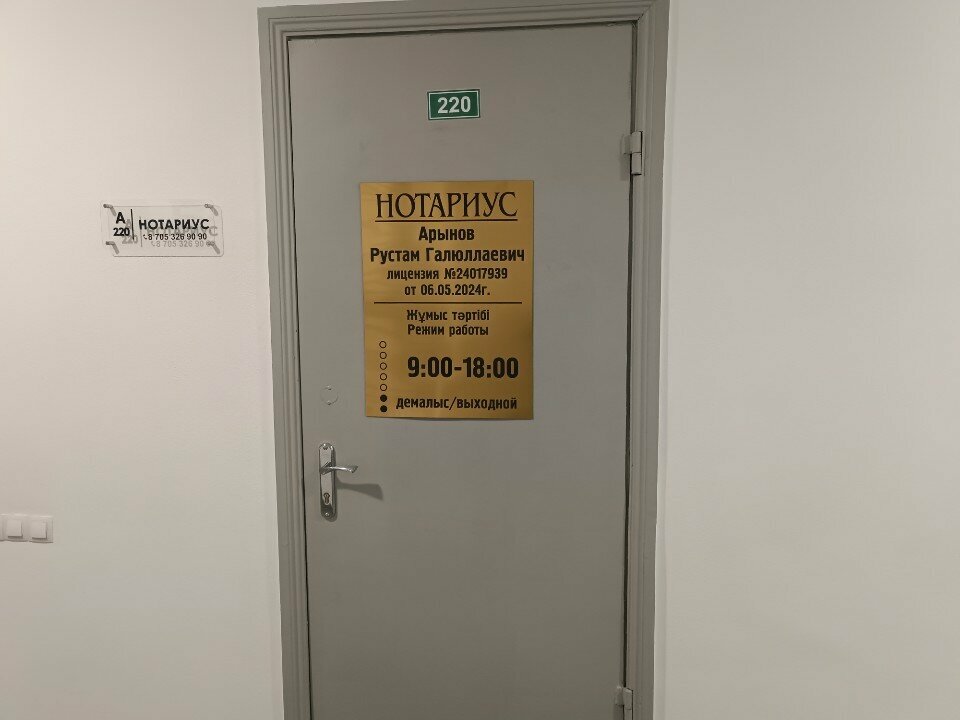 220
А
220
НОТАРИУС
8 705 326 90 90
НОТАРИУС
Арынов
Рустам Галюллаевич
лицензия №24017939
от 06.05.2024г.
Жұмыс тәртібі
Режим работы
9:00-18:00
демалыс/выходной